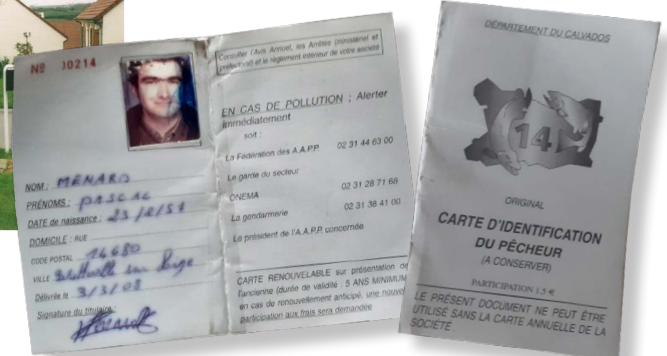 Nº 10214
NOM : MENARD
PRÉNOMS : PASCAL
DATE de naissance : 23/
DOMICILE : RUE
CODE POSTAL 14680
VILLE Bretteville sur Laize
Délivrée le 3/3/08
Signature du titulaire :
Consulter l'Avis Annuel, les Arrêtés (ministériel et
préfectoral) et le règlement intérieur de votre société
EN CAS DE POLLUTION : Alerter
immédiatement
soit :
La Fédération des A.A.P.P. 02 31 44 63 00
Le garde du secteur
ONEMA 02 31 28 71 68
La gendarmerie 02 31 38 41 00
Le président de l'A.A.P.P. concernée
CARTE RENOUVELABLE sur présentation de
l'ancienne (durée de validité : 5 ANS MINIMUM
en cas de renouvellement anticipé, une nouvel
participation aux frais sera demandée
DÉPARTEMENT DU CALVADOS
14
ORIGINAL
CARTE D'IDENTIFICATION
DU PÊCHEUR
(A CONSERVER)
PARTICIPATION 1.5 €
LE PRÉSENT DOCUMENT NE PEUT ÊTRE
UTILISÉ SANS LA CARTE ANNUELLE DE LA
SOCIÉTÉ